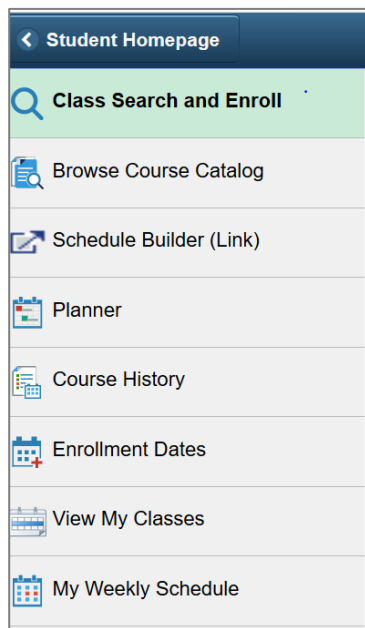 Student Homepage
Class Search and Enroll
Browse Course Catalog
Schedule Builder (Link)
Planner
Course History
Enrollment Dates
View My Classes
My Weekly Schedule